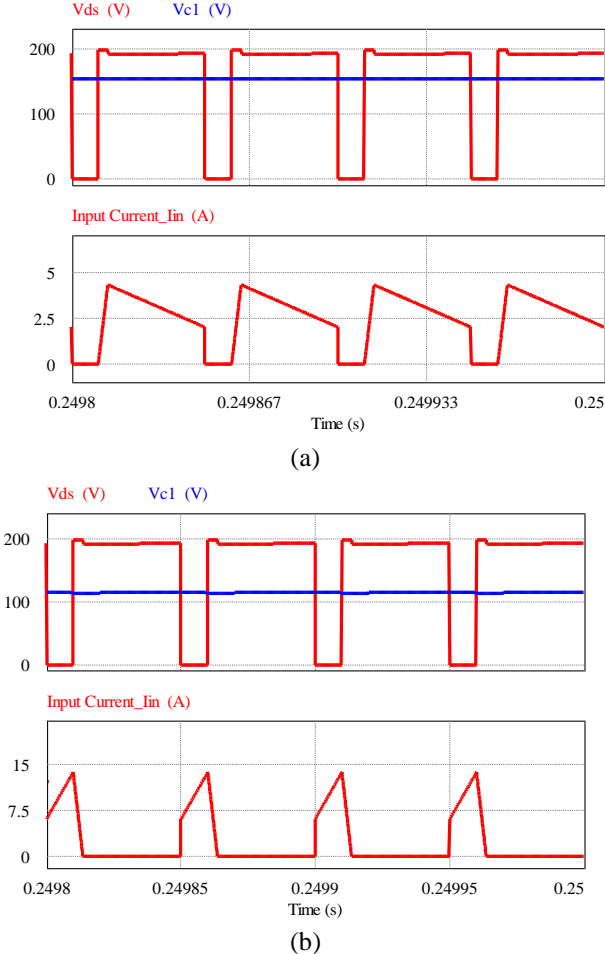 Vds (V) Vc1 (V)
200
100
0
Input Current_Iin (A)
5
2.5
0
0.2498 0.249867 0.249933 0.25
Time (s)
(a)
Vds (V) Vc1 (V)
200
100
0
Input Current_Iin (A)
15
7.5
0
0.2498 0.24985 0.2499 0.24995 0.25
Time (s)
(b)